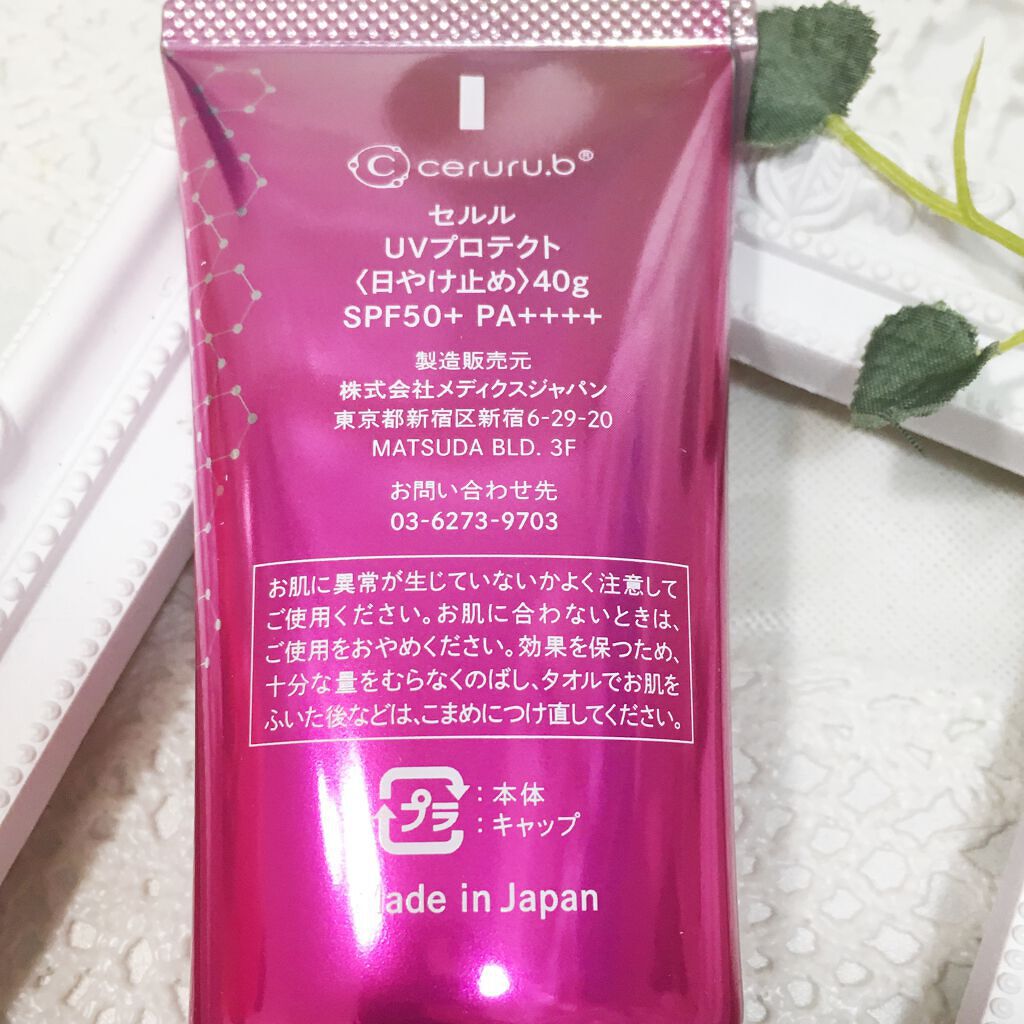 ceruru.b®
セルル
UVプロテクト
〈日やけ止め〉40g
SPF50+ PA++++
製造販売元
株式会社メディクスジャパン
東京都新宿区新宿6-29-20
MATSUDA BLD. 3F
お問い合わせ先
03-6273-9703
お肌に異常が生じていないかよく注意して
ご使用ください。お肌に合わないときは、
ご使用をおやめください。効果を保つため、
十分な量をむらなくのばし、タオルでお肌を
ふいた後などは、こまめにつけ直してください。
プラ:本体
:キャップ
Made in Japan